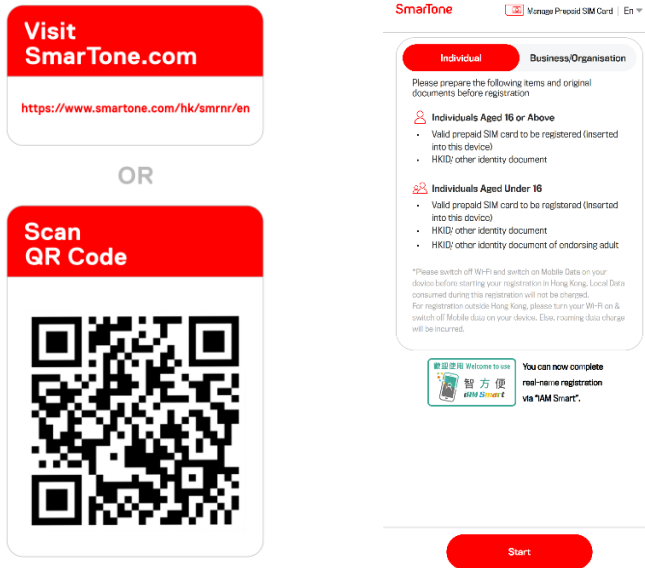 Visit
SmarTone.com
https://www.smartone.com/hk/smrnr/en
OR
Scan
QR Code
SmarTone
Manage Prepaid SIM Card | En
Individual
Business/Organisation
Please prepare the following items and original
documents before registration
Individuals Aged 16 or Above
• Valid prepaid SIM card to be registered (inserted
into this device)
• HKID/ other identity document
Individuals Aged Under 16
• Valid prepaid SIM card to be registered (inserted
into this device)
• HKID/ other identity document
• HKID/ other identity document of endorsing adult
*Please switch off Wi-Fi and switch on Mobile Data on your
device before starting your registration in Hong Kong. Local Data
consumed during this registration will not be charged.
For registration outside Hong Kong, please turn your Wi-Fi on &
switch off Mobile data on your device. Else, roaming data charge
will be incurred.
歡迎使用 Welcome to use
智方便
iAM Smart
You can now complete
real-name registration
via "iAM Smart".
Start